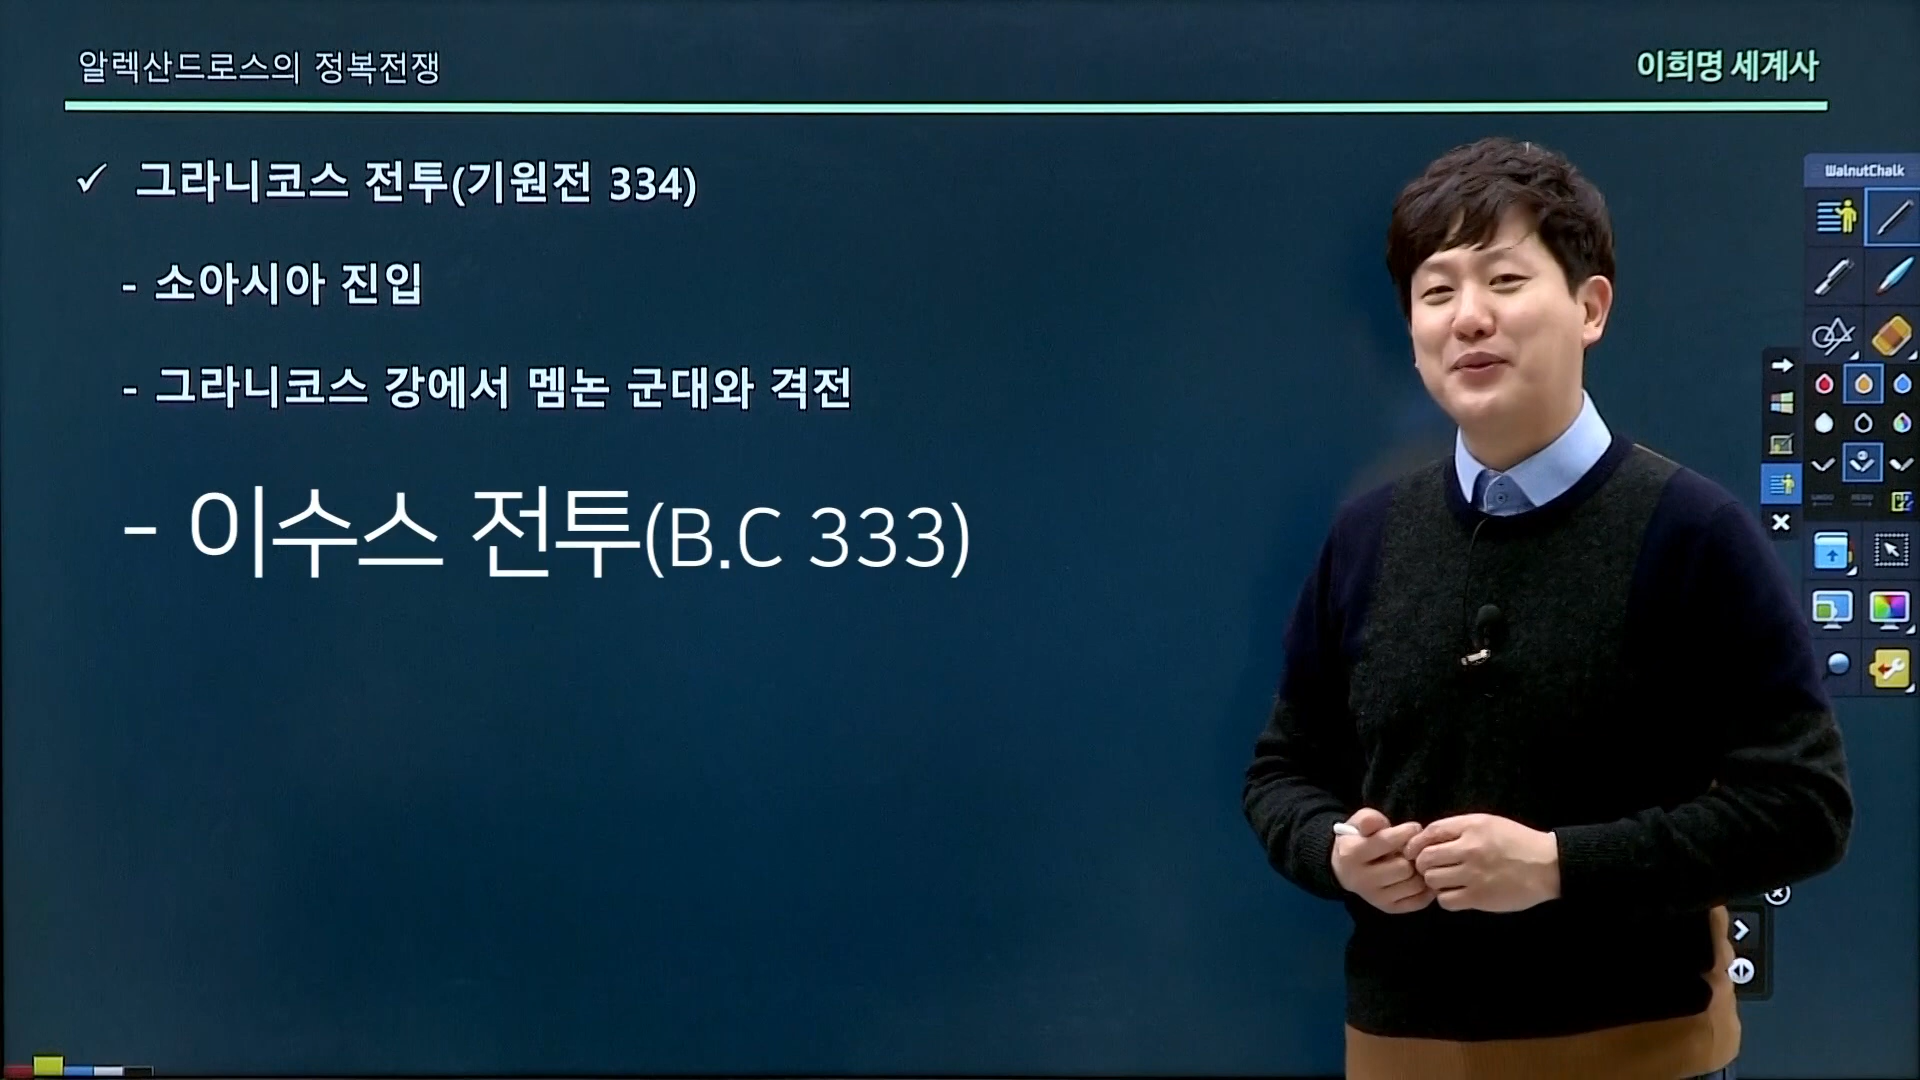 알렉산드로스의 정복전쟁
이희명 세계사
✓ 그라니코스 전투(기원전 334)
- 소아시아 진입
- 그라니코스 강에서 멤논 군대와 격전
- 이수스 전투(B.C 333)
WalnutChalk